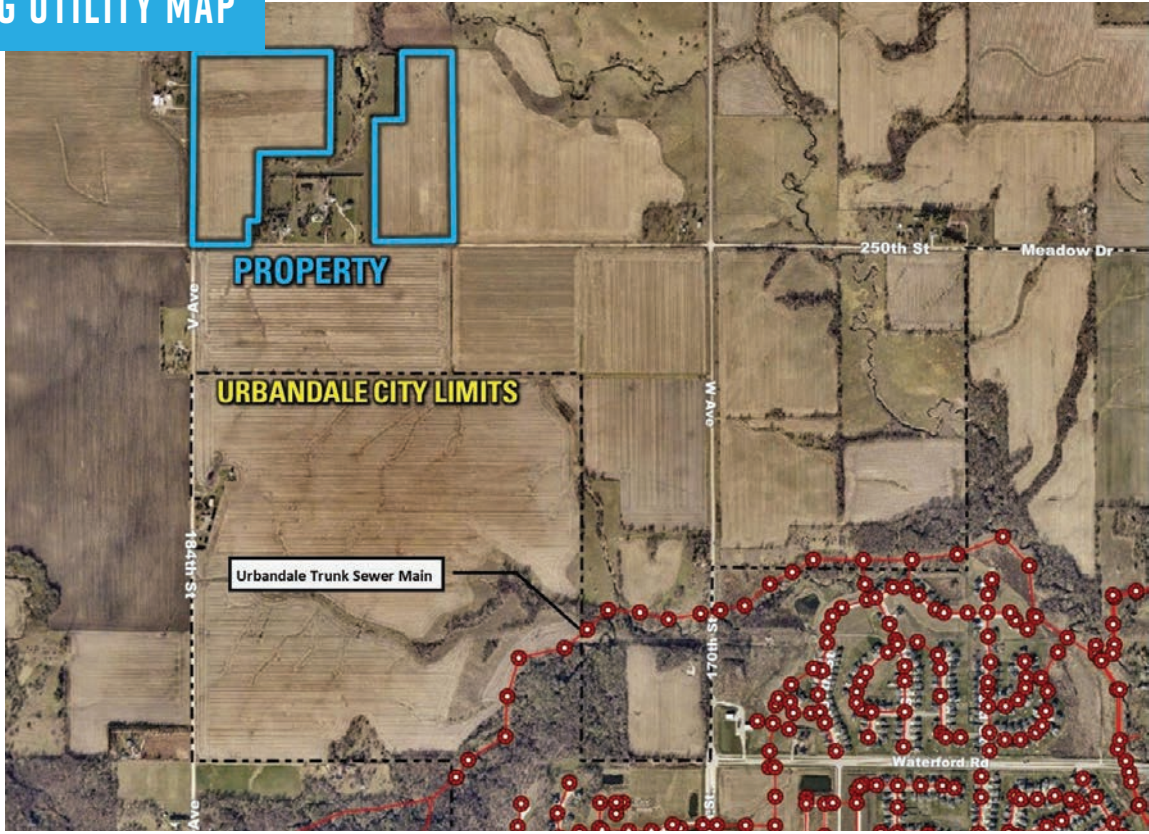 G UTILITY MAP
250th St
Meadow Dr
PROPERTY
V Ave
URBANDALE CITY LIMITS
W Ave
184th St
Urbandale Trunk Sewer Main
170th St
Waterford Rd
Ave
St